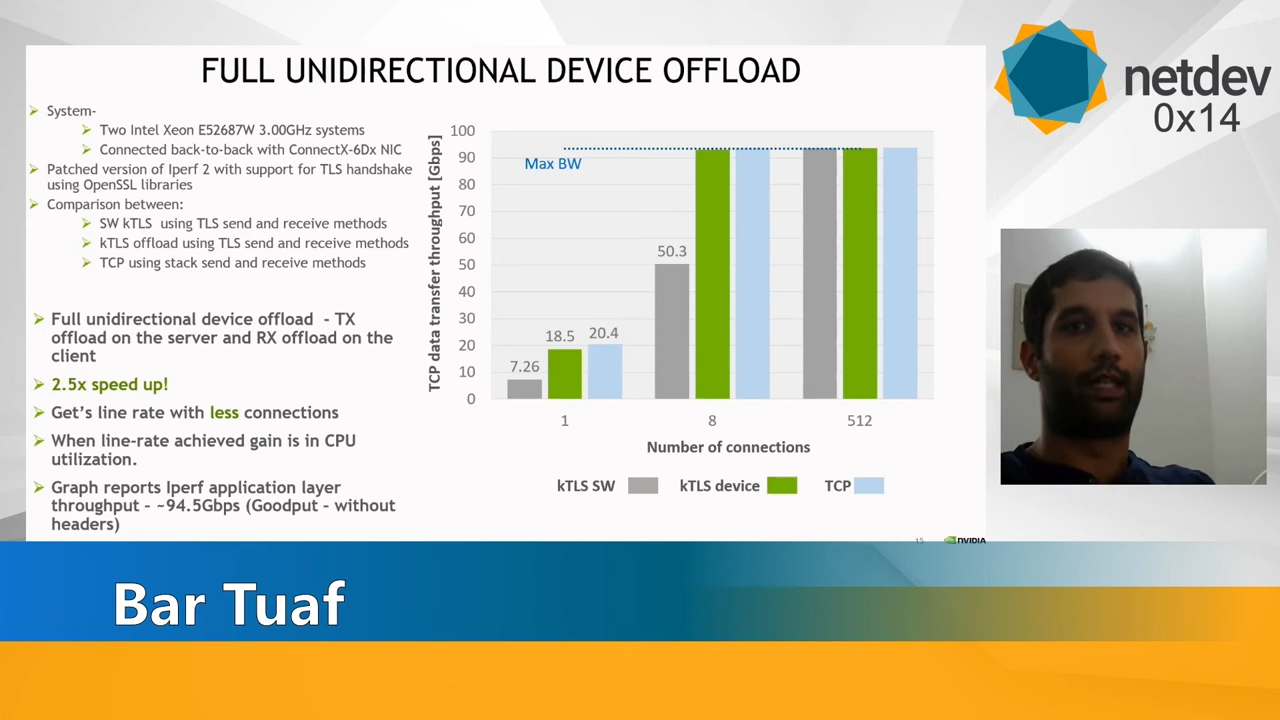 FULL UNIDIRECTIONAL DEVICE OFFLOAD
System-
Two Intel Xeon E52687W 3.00GHz systems
Connected back-to-back with ConnectX-6Dx NIC
Patched version of Iperf 2 with support for TLS handshake
using OpenSSL libraries
Comparison between:
SW kTLS using TLS send and receive methods
kTLS offload using TLS send and receive methods
TCP using stack send and receive methods
Full unidirectional device offload - TX
offload on the server and RX offload on the
client
2.5x speed up!
Get's line rate with less connections
When line-rate achieved gain is in CPU
utilization.
Graph reports Iperf application layer
throughput - ~94.5Gbps (Goodput - without
headers)
TCP data transfer throughput [Gbps]
100
90
80
70
60
50
40
30
20
10
0
Max BW
7.26
18.5
20.4
50.3
1
8
512
Number of connections
kTLS SW
kTLS device
TCP
15
NVIDIA
netdev
0x14
Bar Tuaf